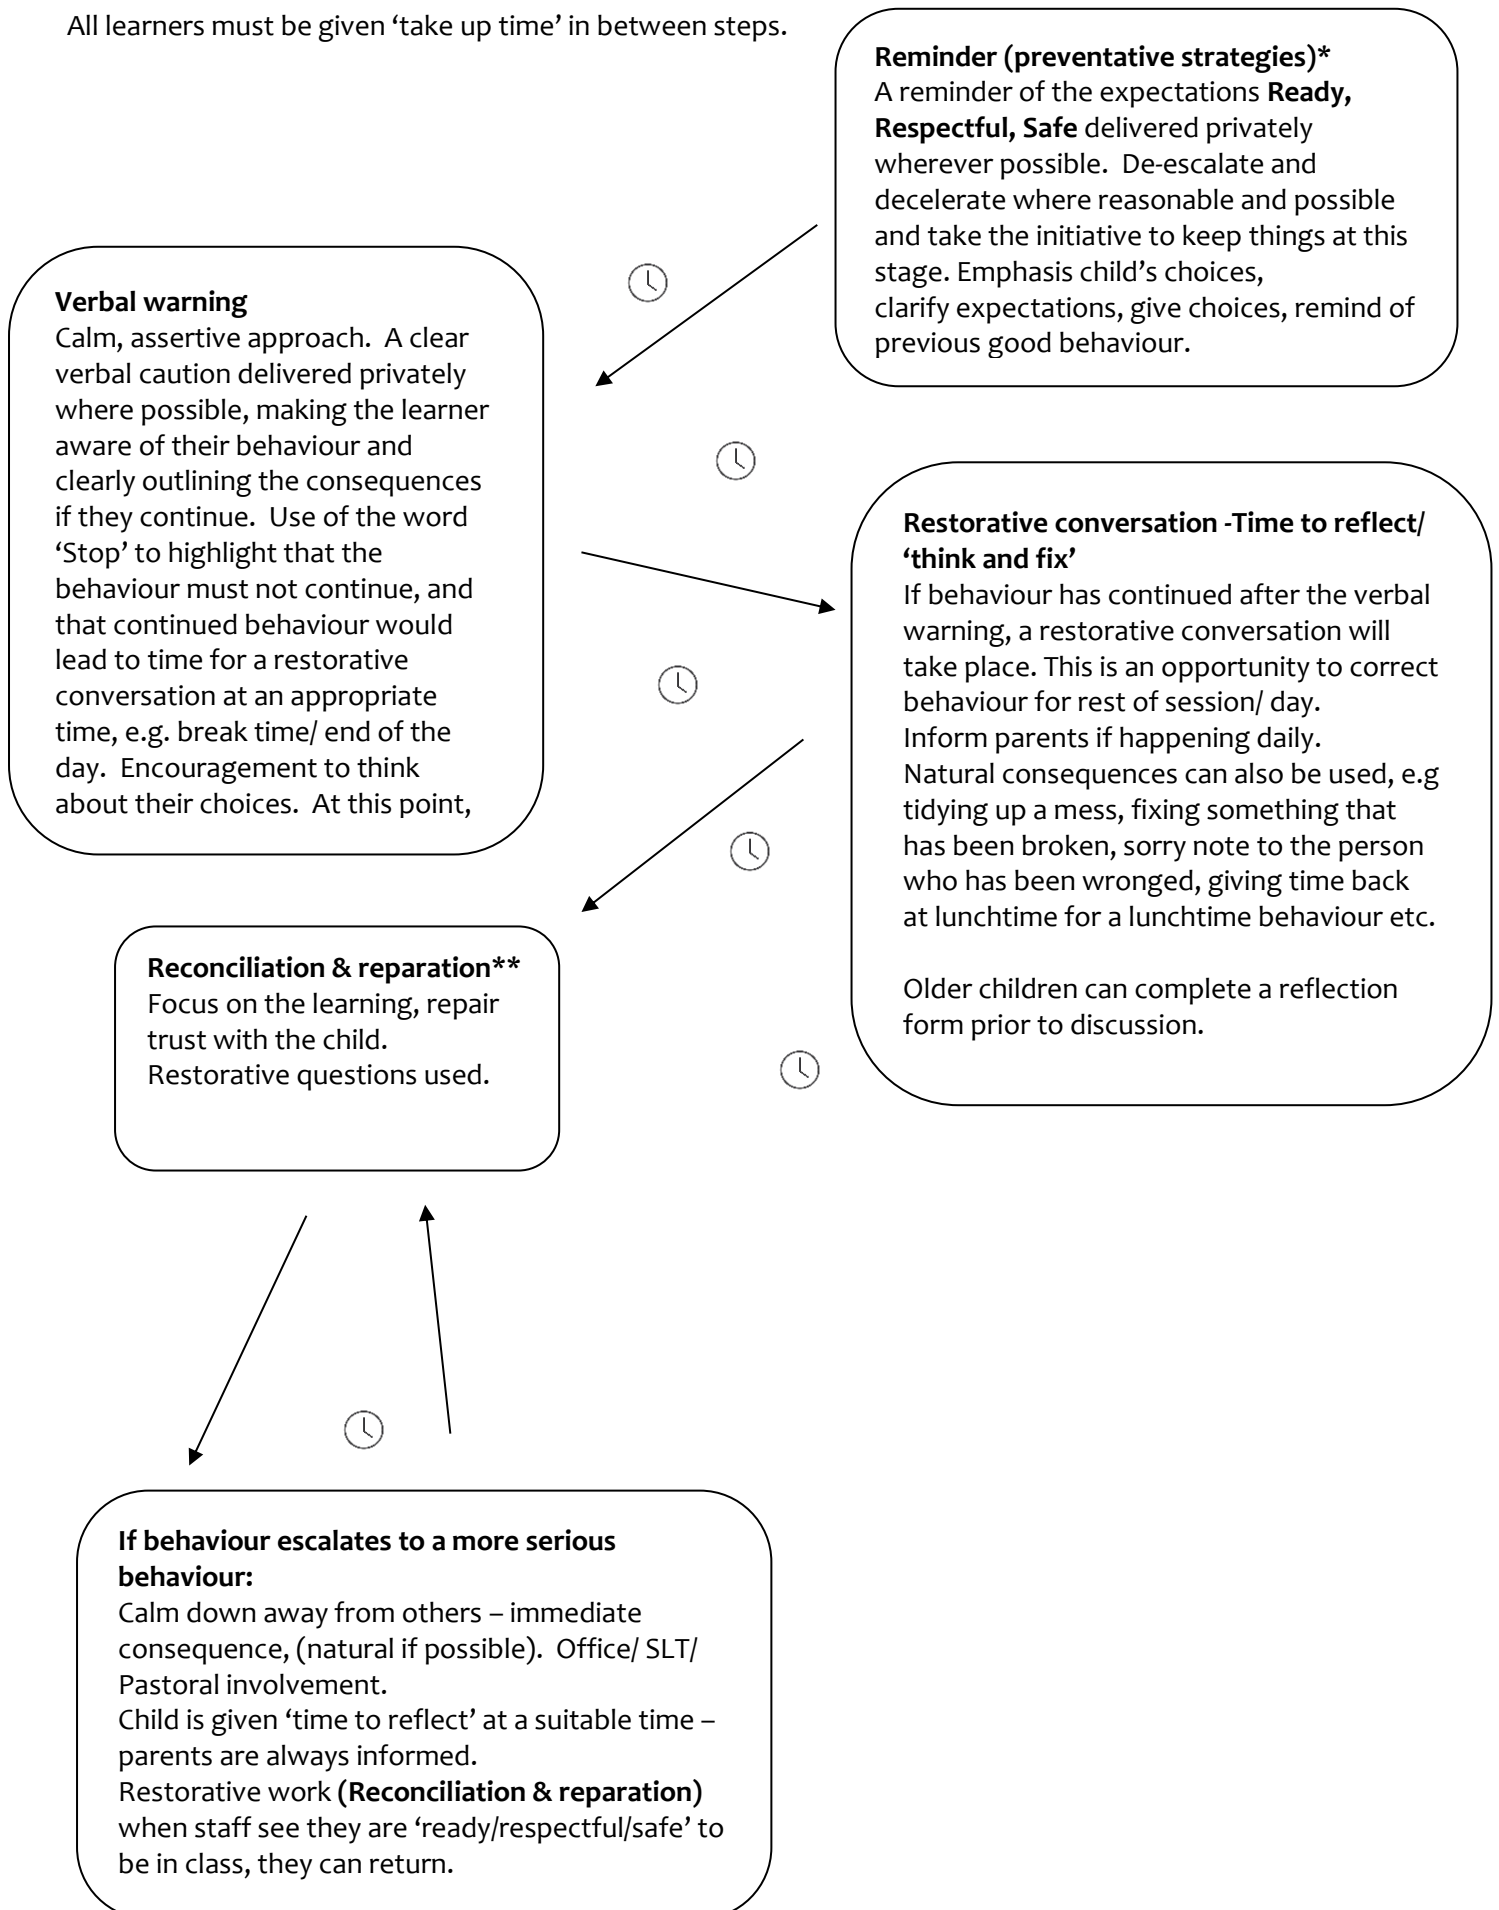 All learners must be given ‘take up time’ in between steps.
Reminder (preventative strategies)*
A reminder of the expectations Ready,
Respectful, Safe delivered privately
wherever possible.  De-escalate and
decelerate where reasonable and possible
and take the initiative to keep things at this
stage. Emphasis child’s choices,
clarify expectations, give choices, remind of
previous good behaviour.
Verbal warning
Calm, assertive approach.  A clear
verbal caution delivered privately
where possible, making the learner
aware of their behaviour and
clearly outlining the consequences
if they continue.  Use of the word
‘Stop’ to highlight that the
behaviour must not continue, and
that continued behaviour would
lead to time for a restorative
conversation at an appropriate
time, e.g. break time/ end of the
day.  Encouragement to think
about their choices.  At this point,
Restorative conversation -Time to reflect/
‘think and fix’
If behaviour has continued after the verbal
warning, a restorative conversation will
take place. This is an opportunity to correct
behaviour for rest of session/ day.
Inform parents if happening daily.
Natural consequences can also be used, e.g
tidying up a mess, fixing something that
has been broken, sorry note to the person
who has been wronged, giving time back
at lunchtime for a lunchtime behaviour etc.
Older children can complete a reflection
form prior to discussion.
Reconciliation & reparation**
Focus on the learning, repair
trust with the child.
Restorative questions used.
If behaviour escalates to a more serious
behaviour:
Calm down away from others – immediate
consequence, (natural if possible).  Office/ SLT/
Pastoral involvement.
Child is given ‘time to reflect’ at a suitable time –
parents are always informed.
Restorative work (Reconciliation & reparation)
when staff see they are ‘ready/respectful/safe’ to
be in class, they can return.